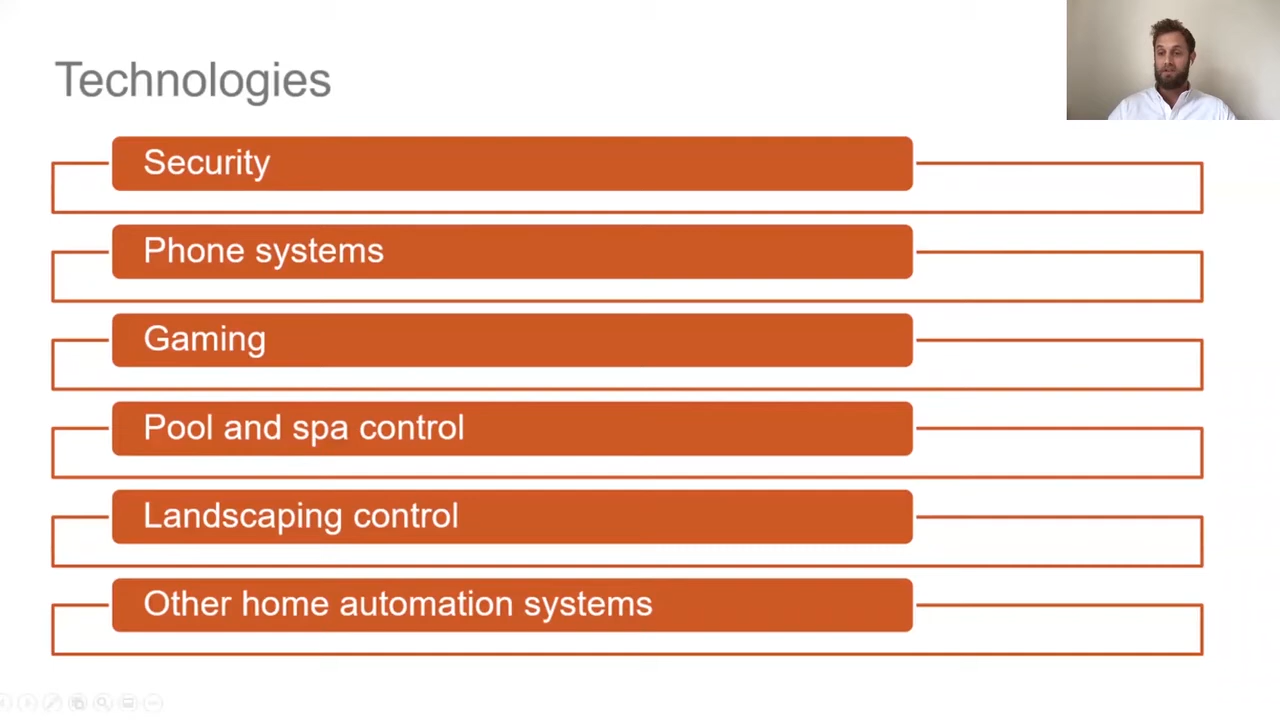 Technologies
Security
Phone systems
Gaming
Pool and spa control
Landscaping control
Other home automation systems